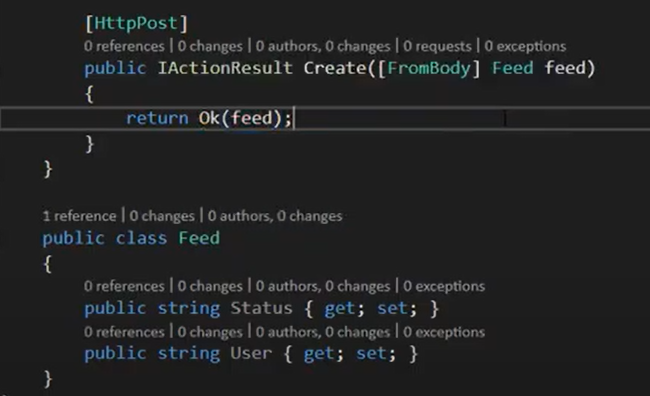 [HttpPost]
0 references | 0 changes | 0 authors, 0 changes | 0 requests | 0 exceptions
public IActionResult Create([FromBody] Feed feed)
{
return Ok(feed);
}
}
1 reference | 0 changes | 0 authors, 0 changes
public class Feed
{
0 references | 0 changes | 0 authors, 0 changes | 0 exceptions
public string Status { get; set; }
0 references | 0 changes | 0 authors, 0 changes | 0 exceptions
public string User { get; set; }
}